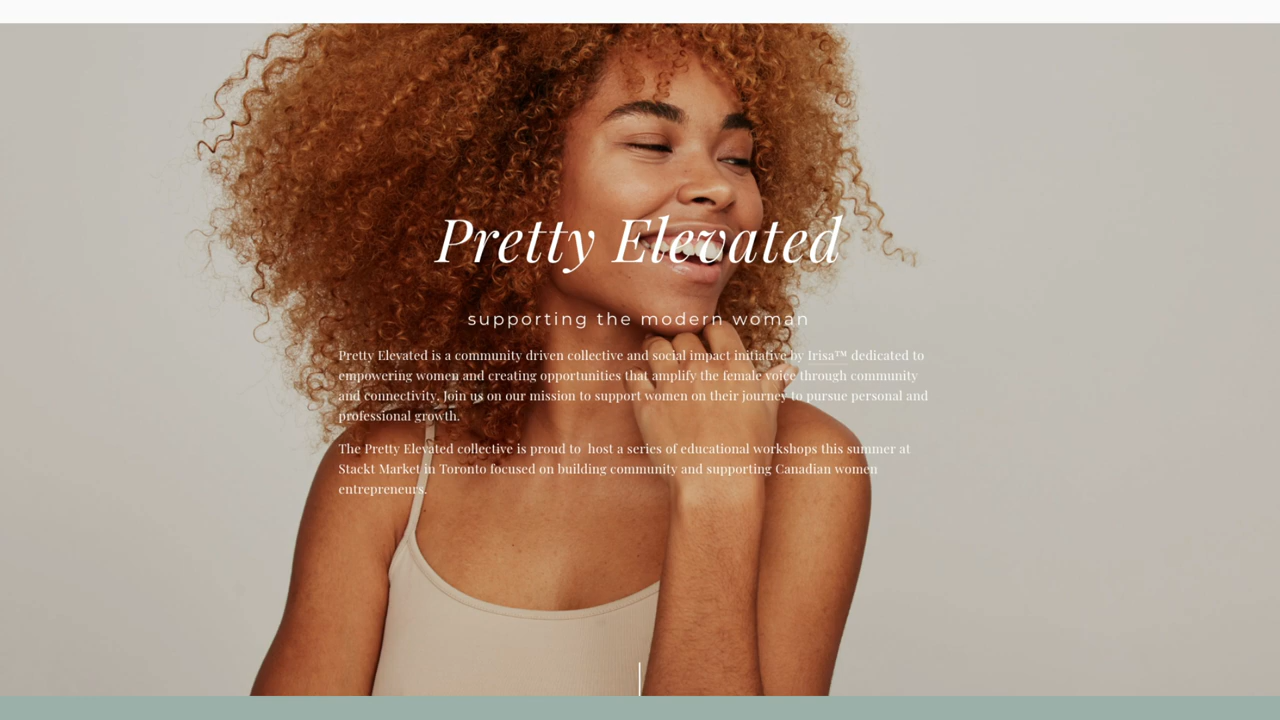 Pretty Elevated
supporting the modern woman
Pretty Elevated is a community driven collective and social impact initiative by Irisa™ dedicated to
empowering women and creating opportunities that amplify the female voice through community
and connectivity. Join us on our mission to support women on their journey to pursue personal and
professional growth.
The Pretty Elevated collective is proud to  host a series of educational workshops this summer at
Stackt Market in Toronto focused on building community and supporting Canadian women
entrepreneurs.